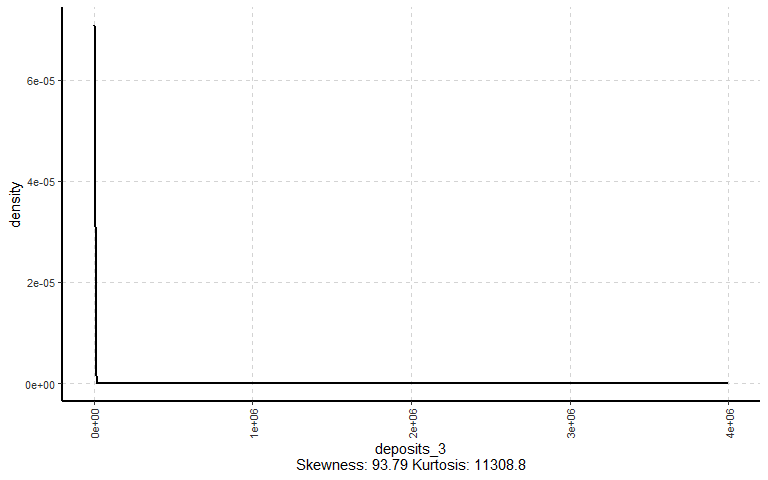 density
6e-05
4e-05
2e-05
0e+00
0e+00
1e+06
2e+06
3e+06
4e+06
deposits_3
Skewness: 93.79 Kurtosis: 11308.8